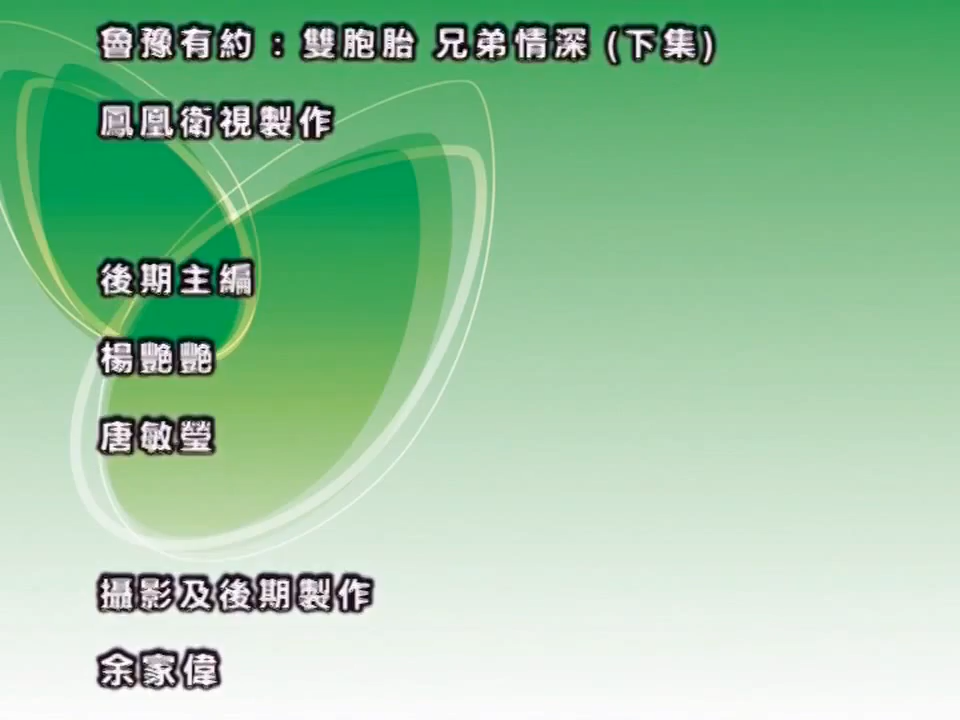 魯豫有約：雙胞胎 兄弟情深 (下集)
鳳凰衛視製作
後期主編
楊艷艷
唐敏瑩
攝影及後期製作
余家偉